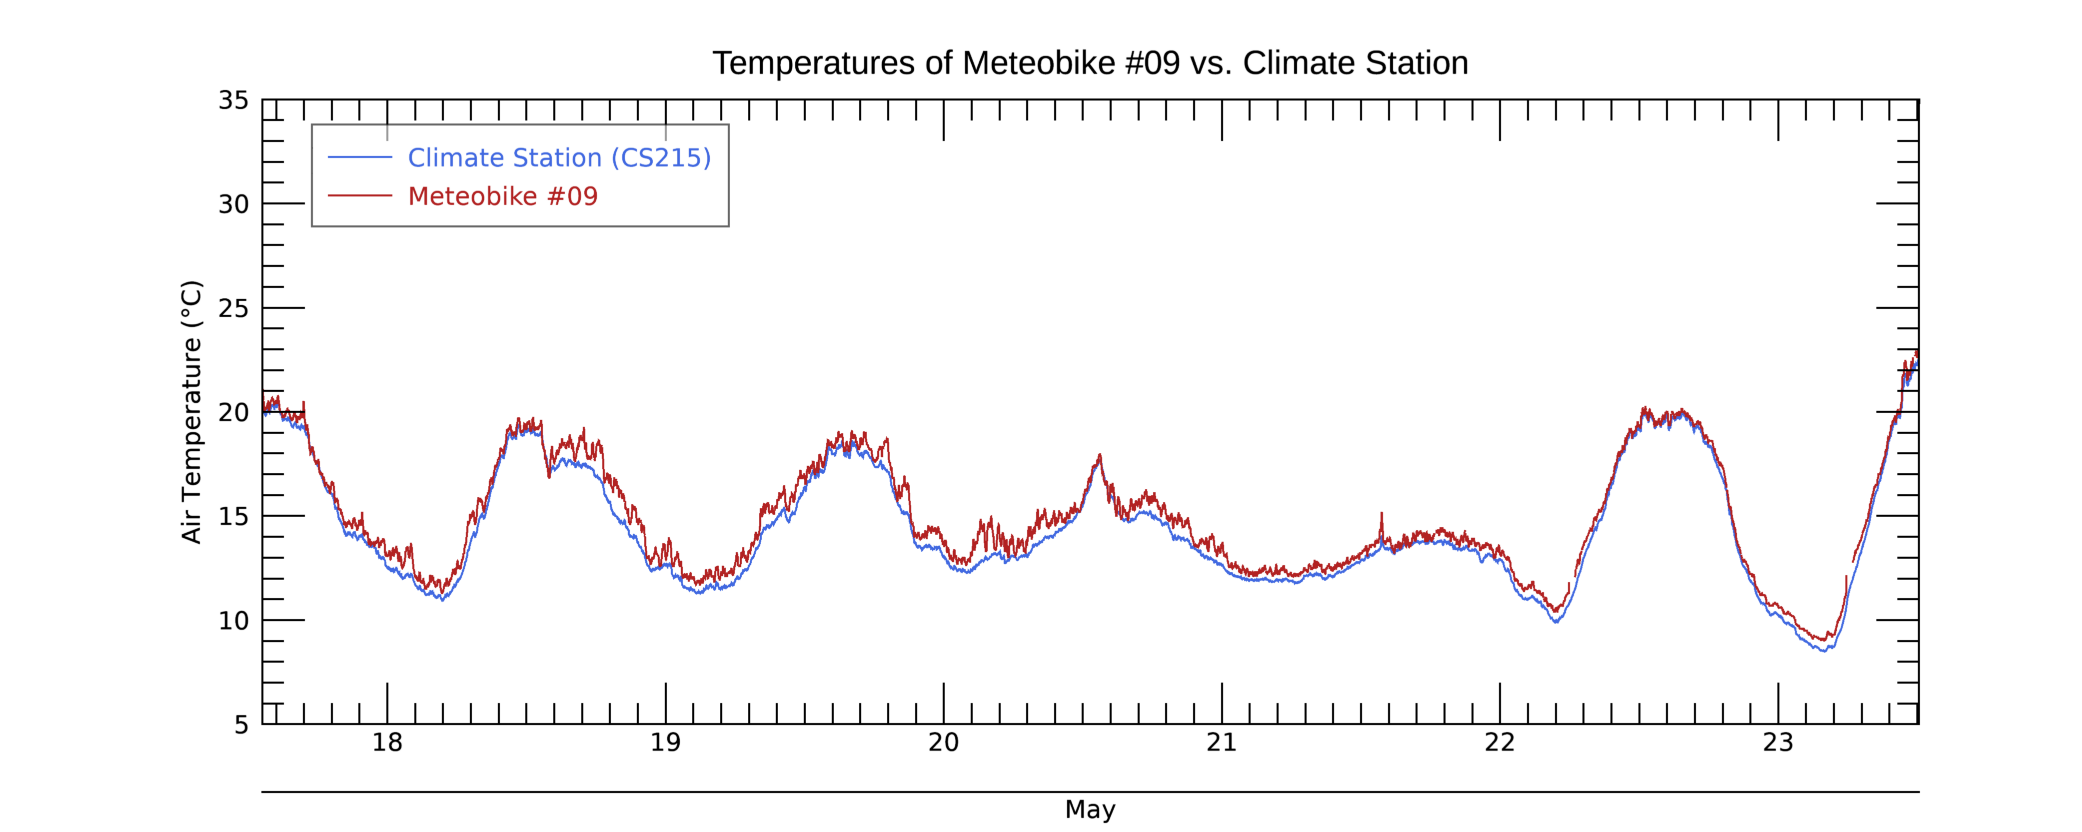 Temperatures of Meteobike #09 vs. Climate Station
35
30
25
20
15
10
5
Air Temperature (°C)
Climate Station (CS215)
Meteobike #09
18 19 20 21 22 23
May